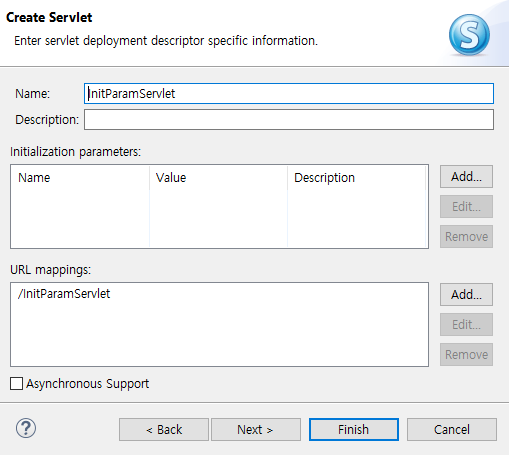 Create Servlet
Enter servlet deployment descriptor specific information.
S
Name: InitParamServlet
Description:
Initialization parameters:
Name Value Description
Add...
Edit...
Remove
URL mappings:
/InitParamServlet
Add...
Edit...
Remove
Asynchronous Support
? < Back Next > Finish Cancel